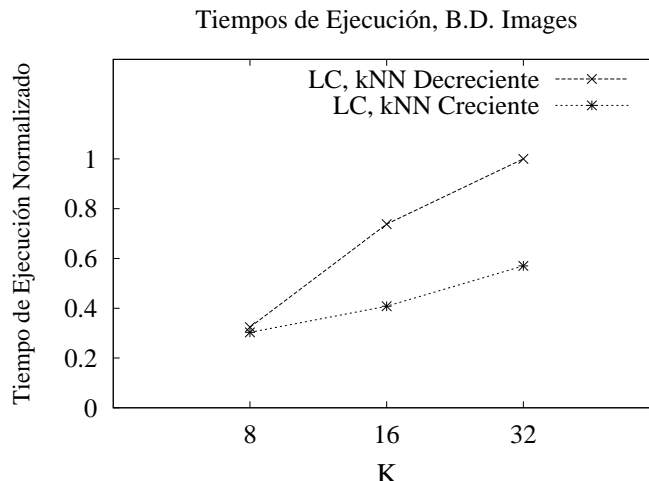 Tiempos de Ejecución, B.D. Images
LC, kNN Decreciente
LC, kNN Creciente
Tiempo de Ejecución Normalizado
1
0.8
0.6
0.4
0.2
0
8 16 32
K